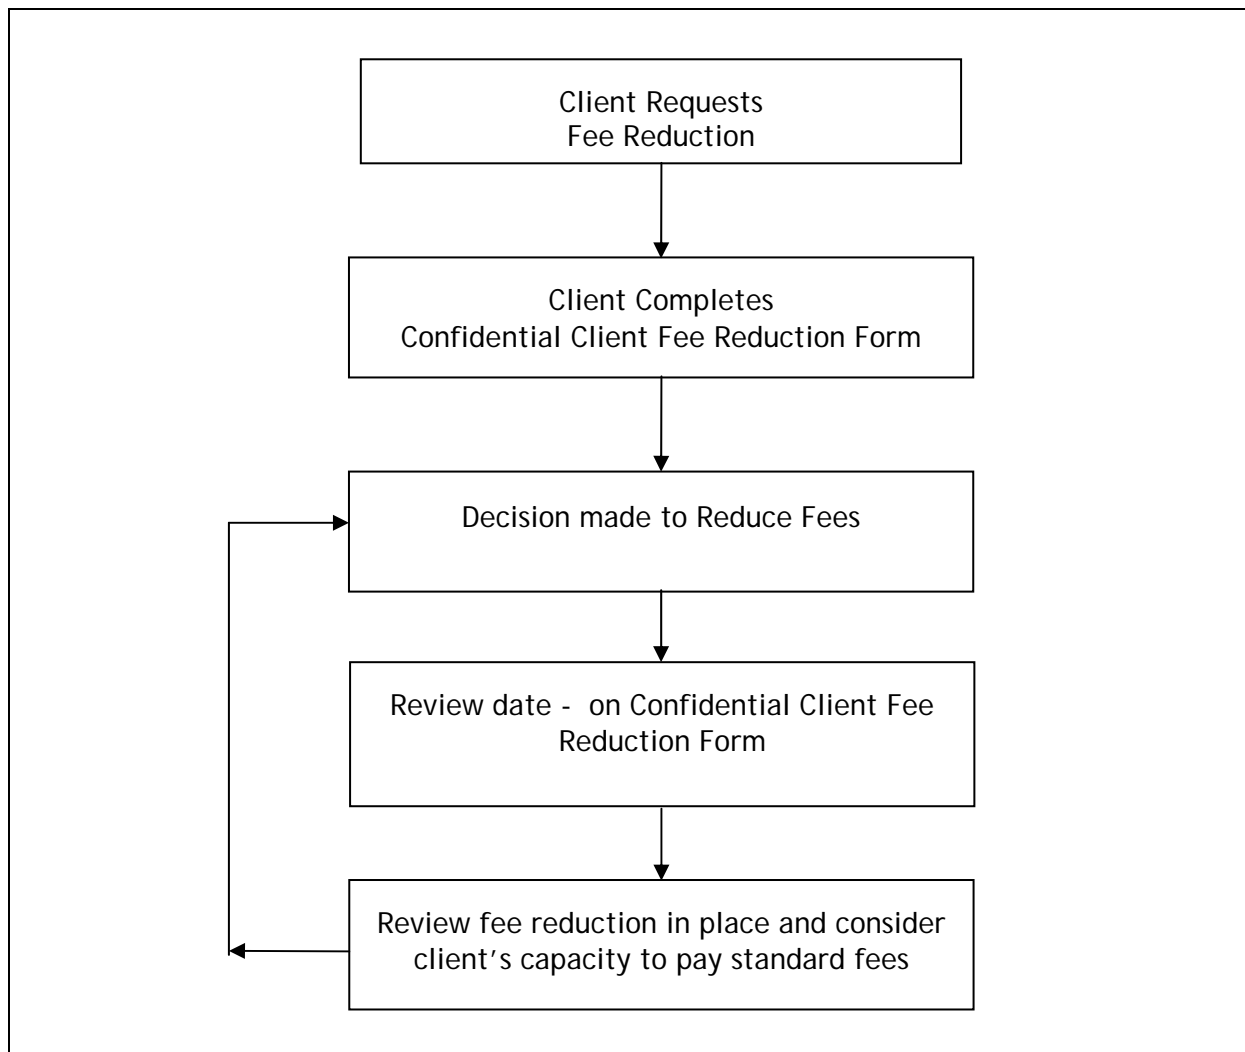 Client Requests
Fee Reduction
Client Completes
Confidential Client Fee Reduction Form
Decision made to Reduce Fees
Review date -  on Confidential Client Fee
Reduction Form
Review fee reduction in place and consider
client’s capacity to pay standard fees